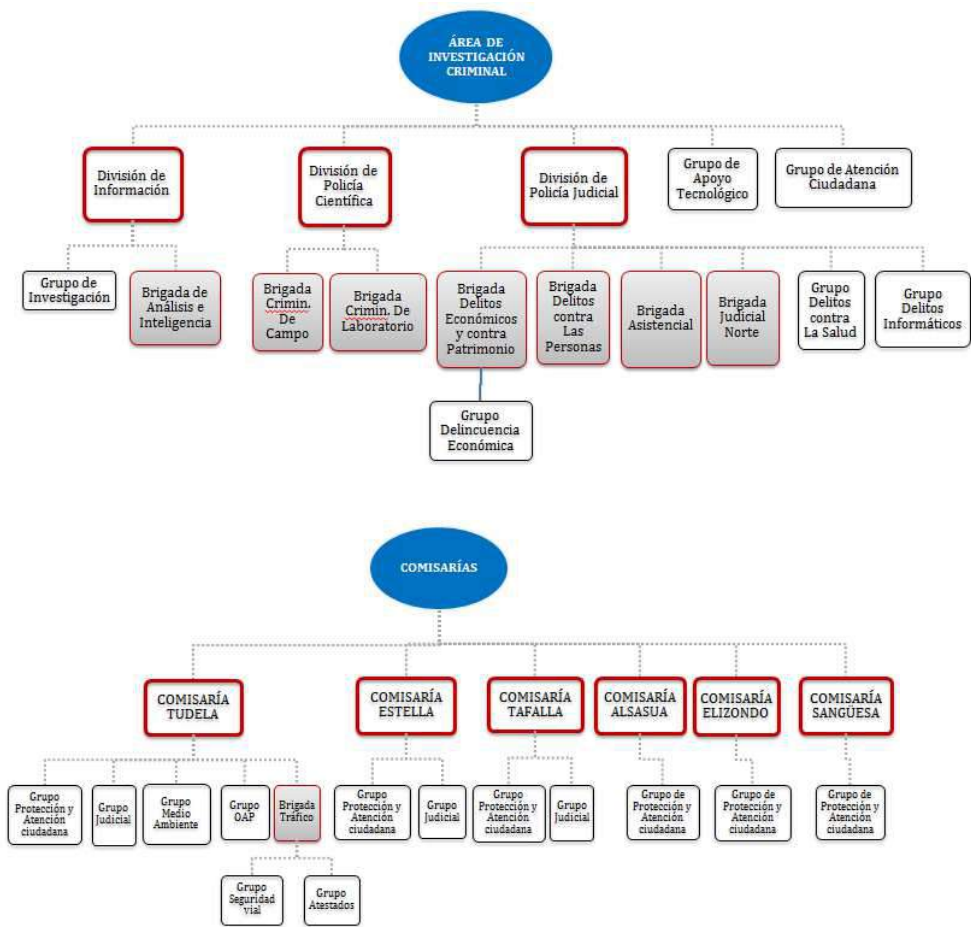 ÁREA DE
INVESTIGACIÓN
CRIMINAL
División de
Información
División de
Policía
Científica
División de
Policía Judicial
Grupo de
Apoyo
Tecnológico
Grupo de Atención
Ciudadana
Grupo de
Investigación
Brigada de
Análisis e
Inteligencia
Brigada
Crimin.
De
Campo
Brigada
Crimin. De
Laboratorio
Brigada
Delitos
Económicos
y contra
Patrimonio
Brigada
Delitos
contra
Las
Personas
Brigada
Asistencial
Brigada
Judicial
Norte
Grupo
Delitos
contra
La Salud
Grupo
Delitos
Informáticos
Grupo
Delincuencia
Económica
COMISARÍAS
COMISARÍA
TUDELA
COMISARÍA
ESTELLA
COMISARÍA
TAFALLA
COMISARÍA
ALSASUA
COMISARÍA
ELIZONDO
COMISARÍA
SANGÜESA
Grupo
Protección y
Atención
ciudadana
Grupo
Judicial
Grupo
Medio
Ambiente
Grupo
OAP
Brigada
Tráfico
Grupo
Protección y
Atención
ciudadana
Grupo
Judicial
Grupo
Protección y
Atención
ciudadana
Grupo
Judicial
Grupo de
Protección y
Atención
ciudadana
Grupo de
Protección y
Atención
ciudadana
Grupo de
Protección y
Atención
ciudadana
Grupo
Seguridad
vial
Grupo
Atestados